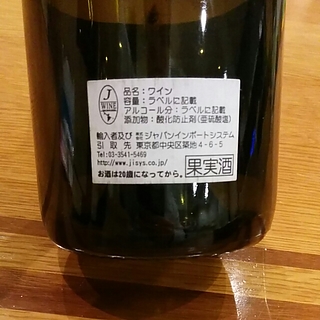 J
WINE
品名：ワイン
容量：ラベルに記載
アルコール分：ラベルに記載
添加物：酸化防止剤(亜硫酸塩)
輸入者及び 株式会社 ジャパンインポートシステム
引取先 東京都中央区築地4-6-5
Tel:03-3541-5469
http://www.jisys.co.jp/
お酒は20歳になってから。
果実酒